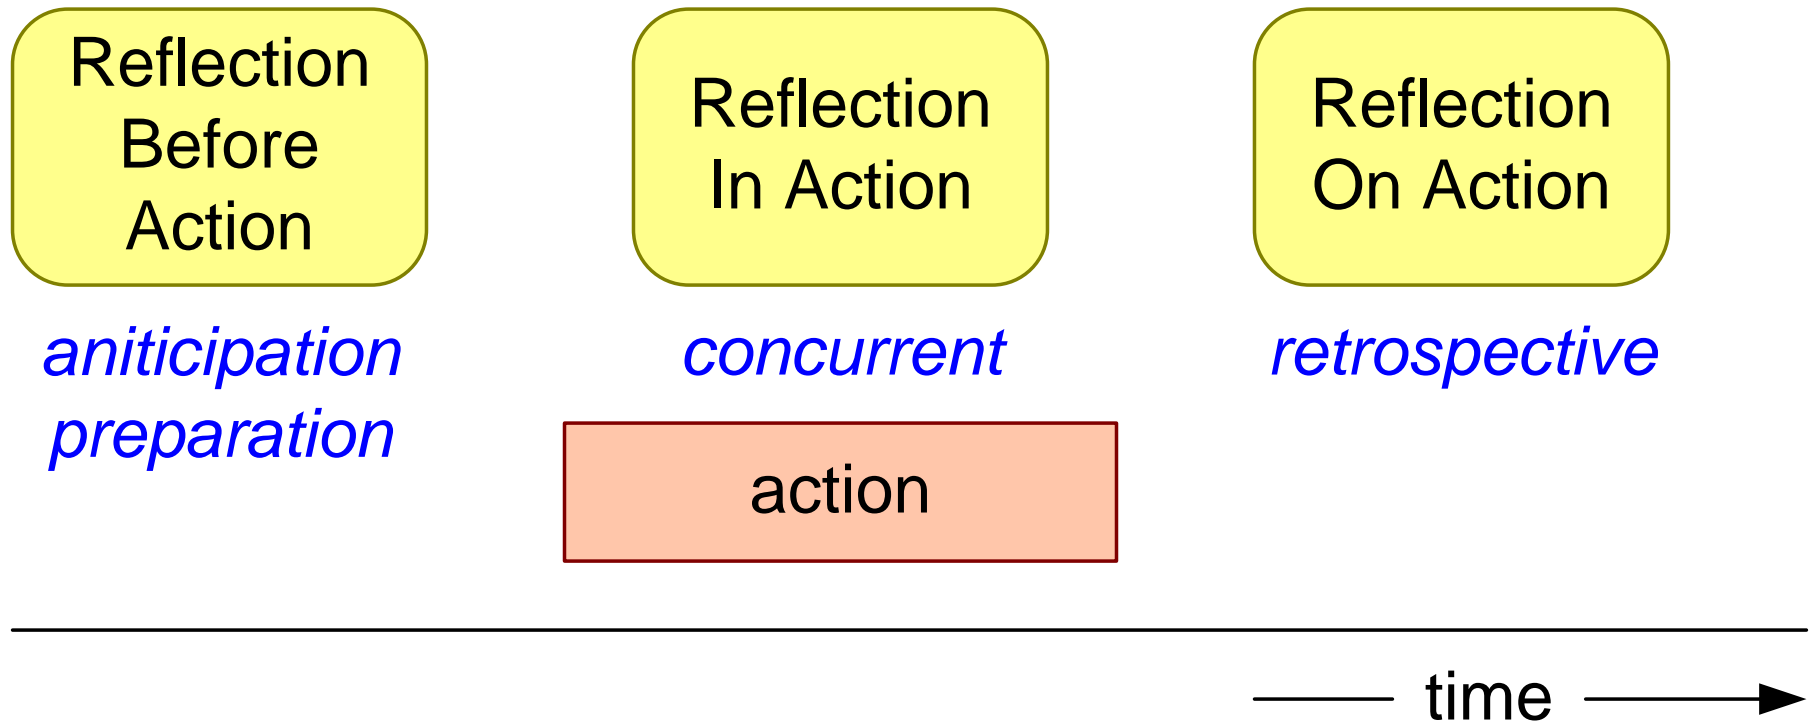 Reflection
Before
Action
Reflection
In Action
Reflection
On Action
aniticipation
preparation
concurrent
retrospective
action
time